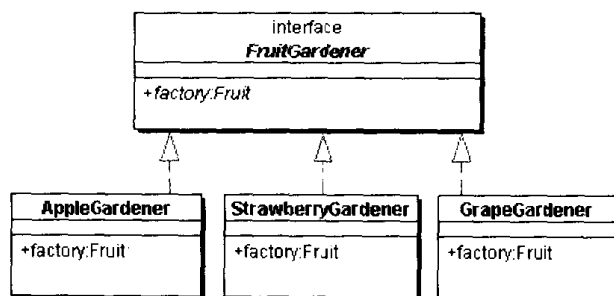 interface
FruitGardener
+factory:Fruit
AppleGardener
StrawberryGardener
GrapeGardener
+factory:Fruit
+factory:Fruit
+factory:Fruit